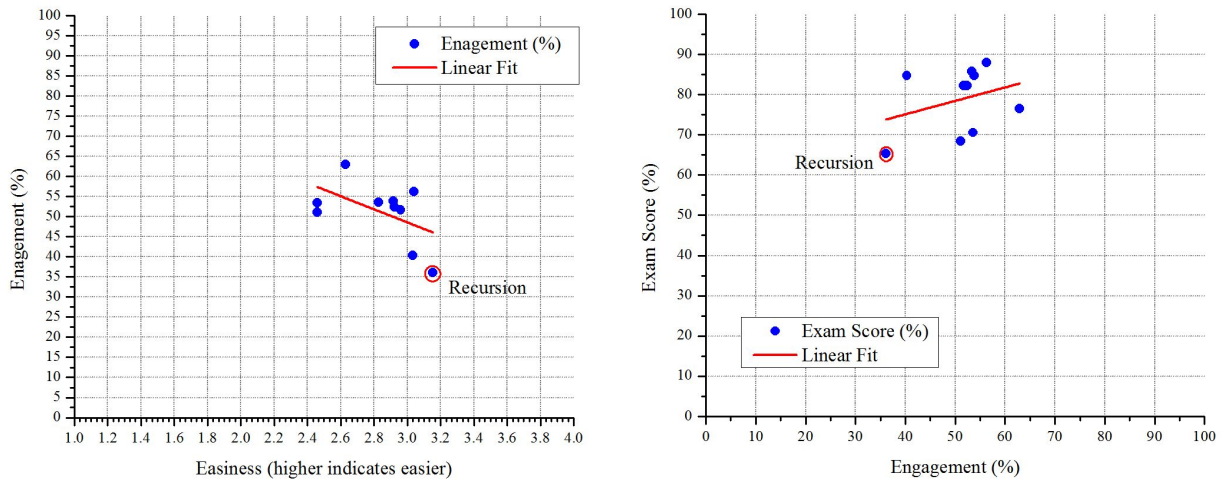 100
95
90
85
80
75
70
65
60
55
50
45
40
35
30
25
20
15
10
5
0
Enagement (%)
Enagement (%)
Linear Fit
Recursion
1.0 1.2 1.4 1.6 1.8 2.0 2.2 2.4 2.6 2.8 3.0 3.2 3.4 3.6 3.8 4.0
Easiness (higher indicates easier)
100
90
80
70
60
50
40
30
20
10
0
Exam Score (%)
Recursion
Exam Score (%)
Linear Fit
0 10 20 30 40 50 60 70 80 90 100
Engagement (%)